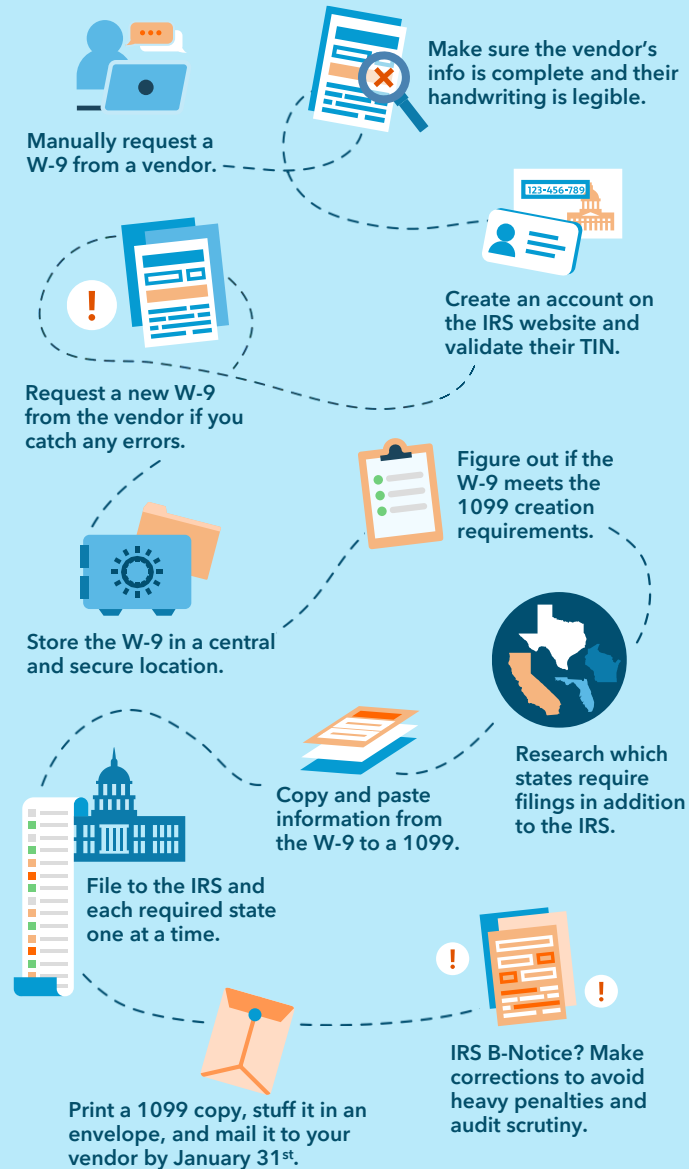 Manually request a
W-9 from a vendor.
Make sure the vendor's
info is complete and their
handwriting is legible.
123-456-789
Create an account on
the IRS website and
validate their TIN.
Request a new W-9
from the vendor if you
catch any errors.
Store the W-9 in a central
and secure location.
Figure out if the
W-9 meets the
1099 creation
requirements.
Research which
states require
filings in addition
to the IRS.
Copy and paste
information from
the W-9 to a 1099.
File to the IRS and
each required state
one at a time.
Print a 1099 copy, stuff it in an
envelope, and mail it to your
vendor by January 31st.
IRS B-Notice? Make
corrections to avoid
heavy penalties and
audit scrutiny.